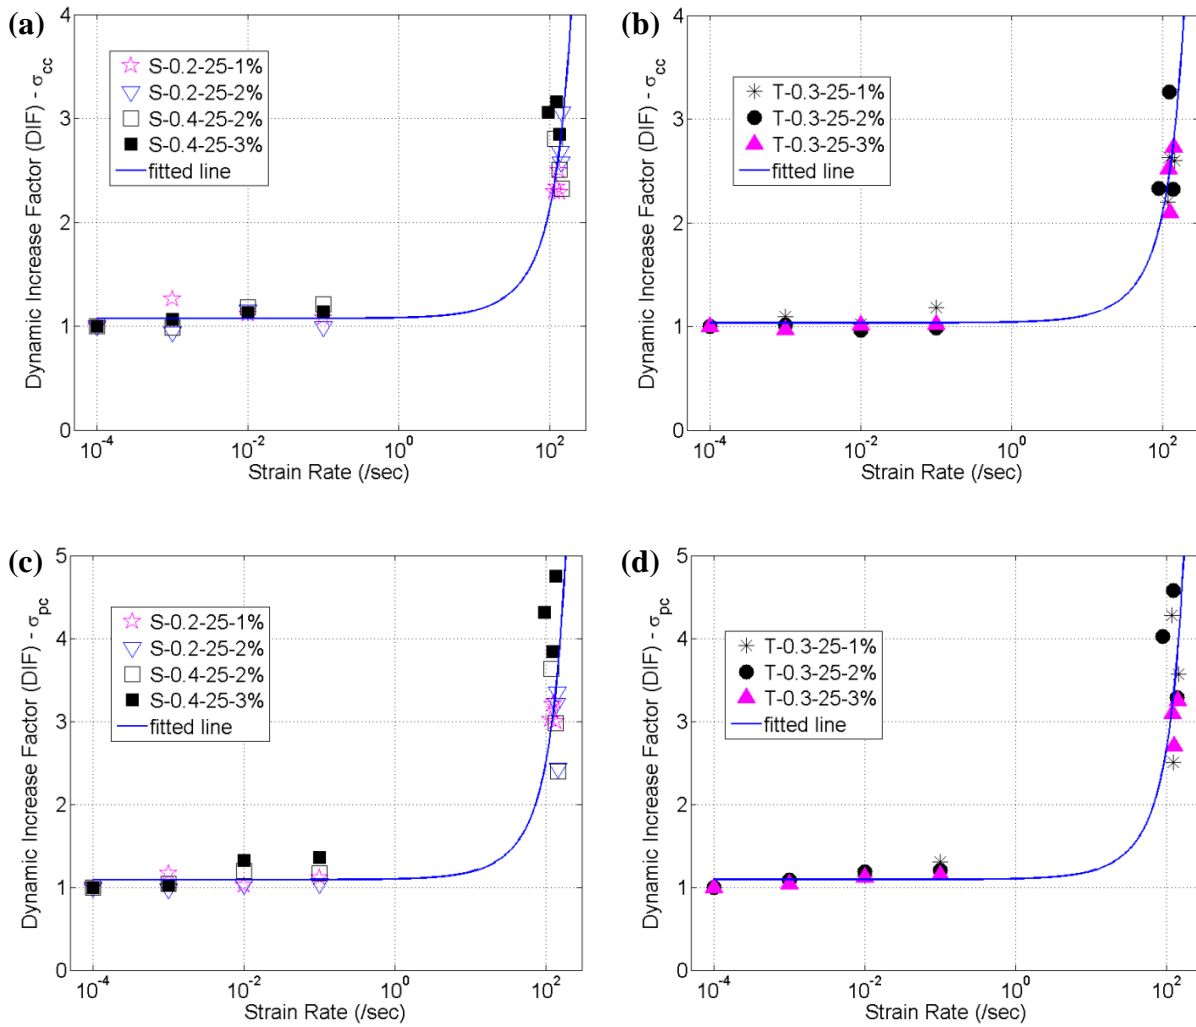 (a)
4
3
2
1
0
Dynamic Increase Factor (DIF) - σcc
S-0.2-25-1%
S-0.2-25-2%
S-0.4-25-2%
S-0.4-25-3%
fitted line
10⁻⁴ 10⁻² 10⁰ 10²
Strain Rate (/sec)
(b)
4
3
2
1
0
Dynamic Increase Factor (DIF) - σcc
T-0.3-25-1%
T-0.3-25-2%
T-0.3-25-3%
fitted line
10⁻⁴ 10⁻² 10⁰ 10²
Strain Rate (/sec)
(c)
5
4
3
2
1
0
Dynamic Increase Factor (DIF) - σpc
S-0.2-25-1%
S-0.2-25-2%
S-0.4-25-2%
S-0.4-25-3%
fitted line
10⁻⁴ 10⁻² 10⁰ 10²
Strain Rate (/sec)
(d)
5
4
3
2
1
0
Dynamic Increase Factor (DIF) - σpc
T-0.3-25-1%
T-0.3-25-2%
T-0.3-25-3%
fitted line
10⁻⁴ 10⁻² 10⁰ 10²
Strain Rate (/sec)